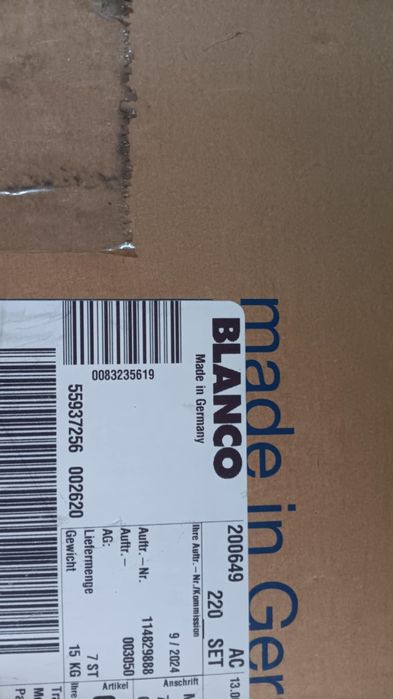 made in Ger
BLANCO
Made in Germany
0083235619
55937256 002620
200649 AC 13.0
220 SET
Ihre Auftr.-Nr./Kommission
9 / 2024
Anschrift
Auftr.-Nr. 114829888
Auftr.- 003050
AG:
Liefermenge 7 ST
Artikel
Gewicht 15 KG
Ihre